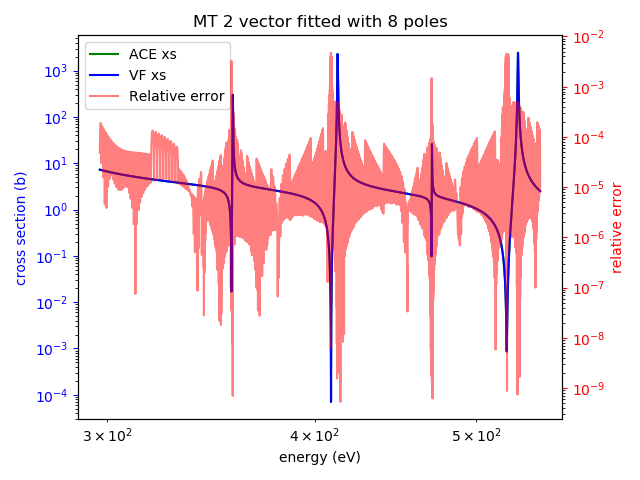 MT 2 vector fitted with 8 poles
ACE xs
VF xs
Relative error
cross section (b)
10³
10²
10¹
10⁰
10⁻¹
10⁻²
10⁻³
10⁻⁴
10⁻²
10⁻³
10⁻⁴
10⁻⁵
10⁻⁶
10⁻⁷
10⁻⁸
10⁻⁹
relative error
3 × 10²
4 × 10²
5 × 10²
energy (eV)